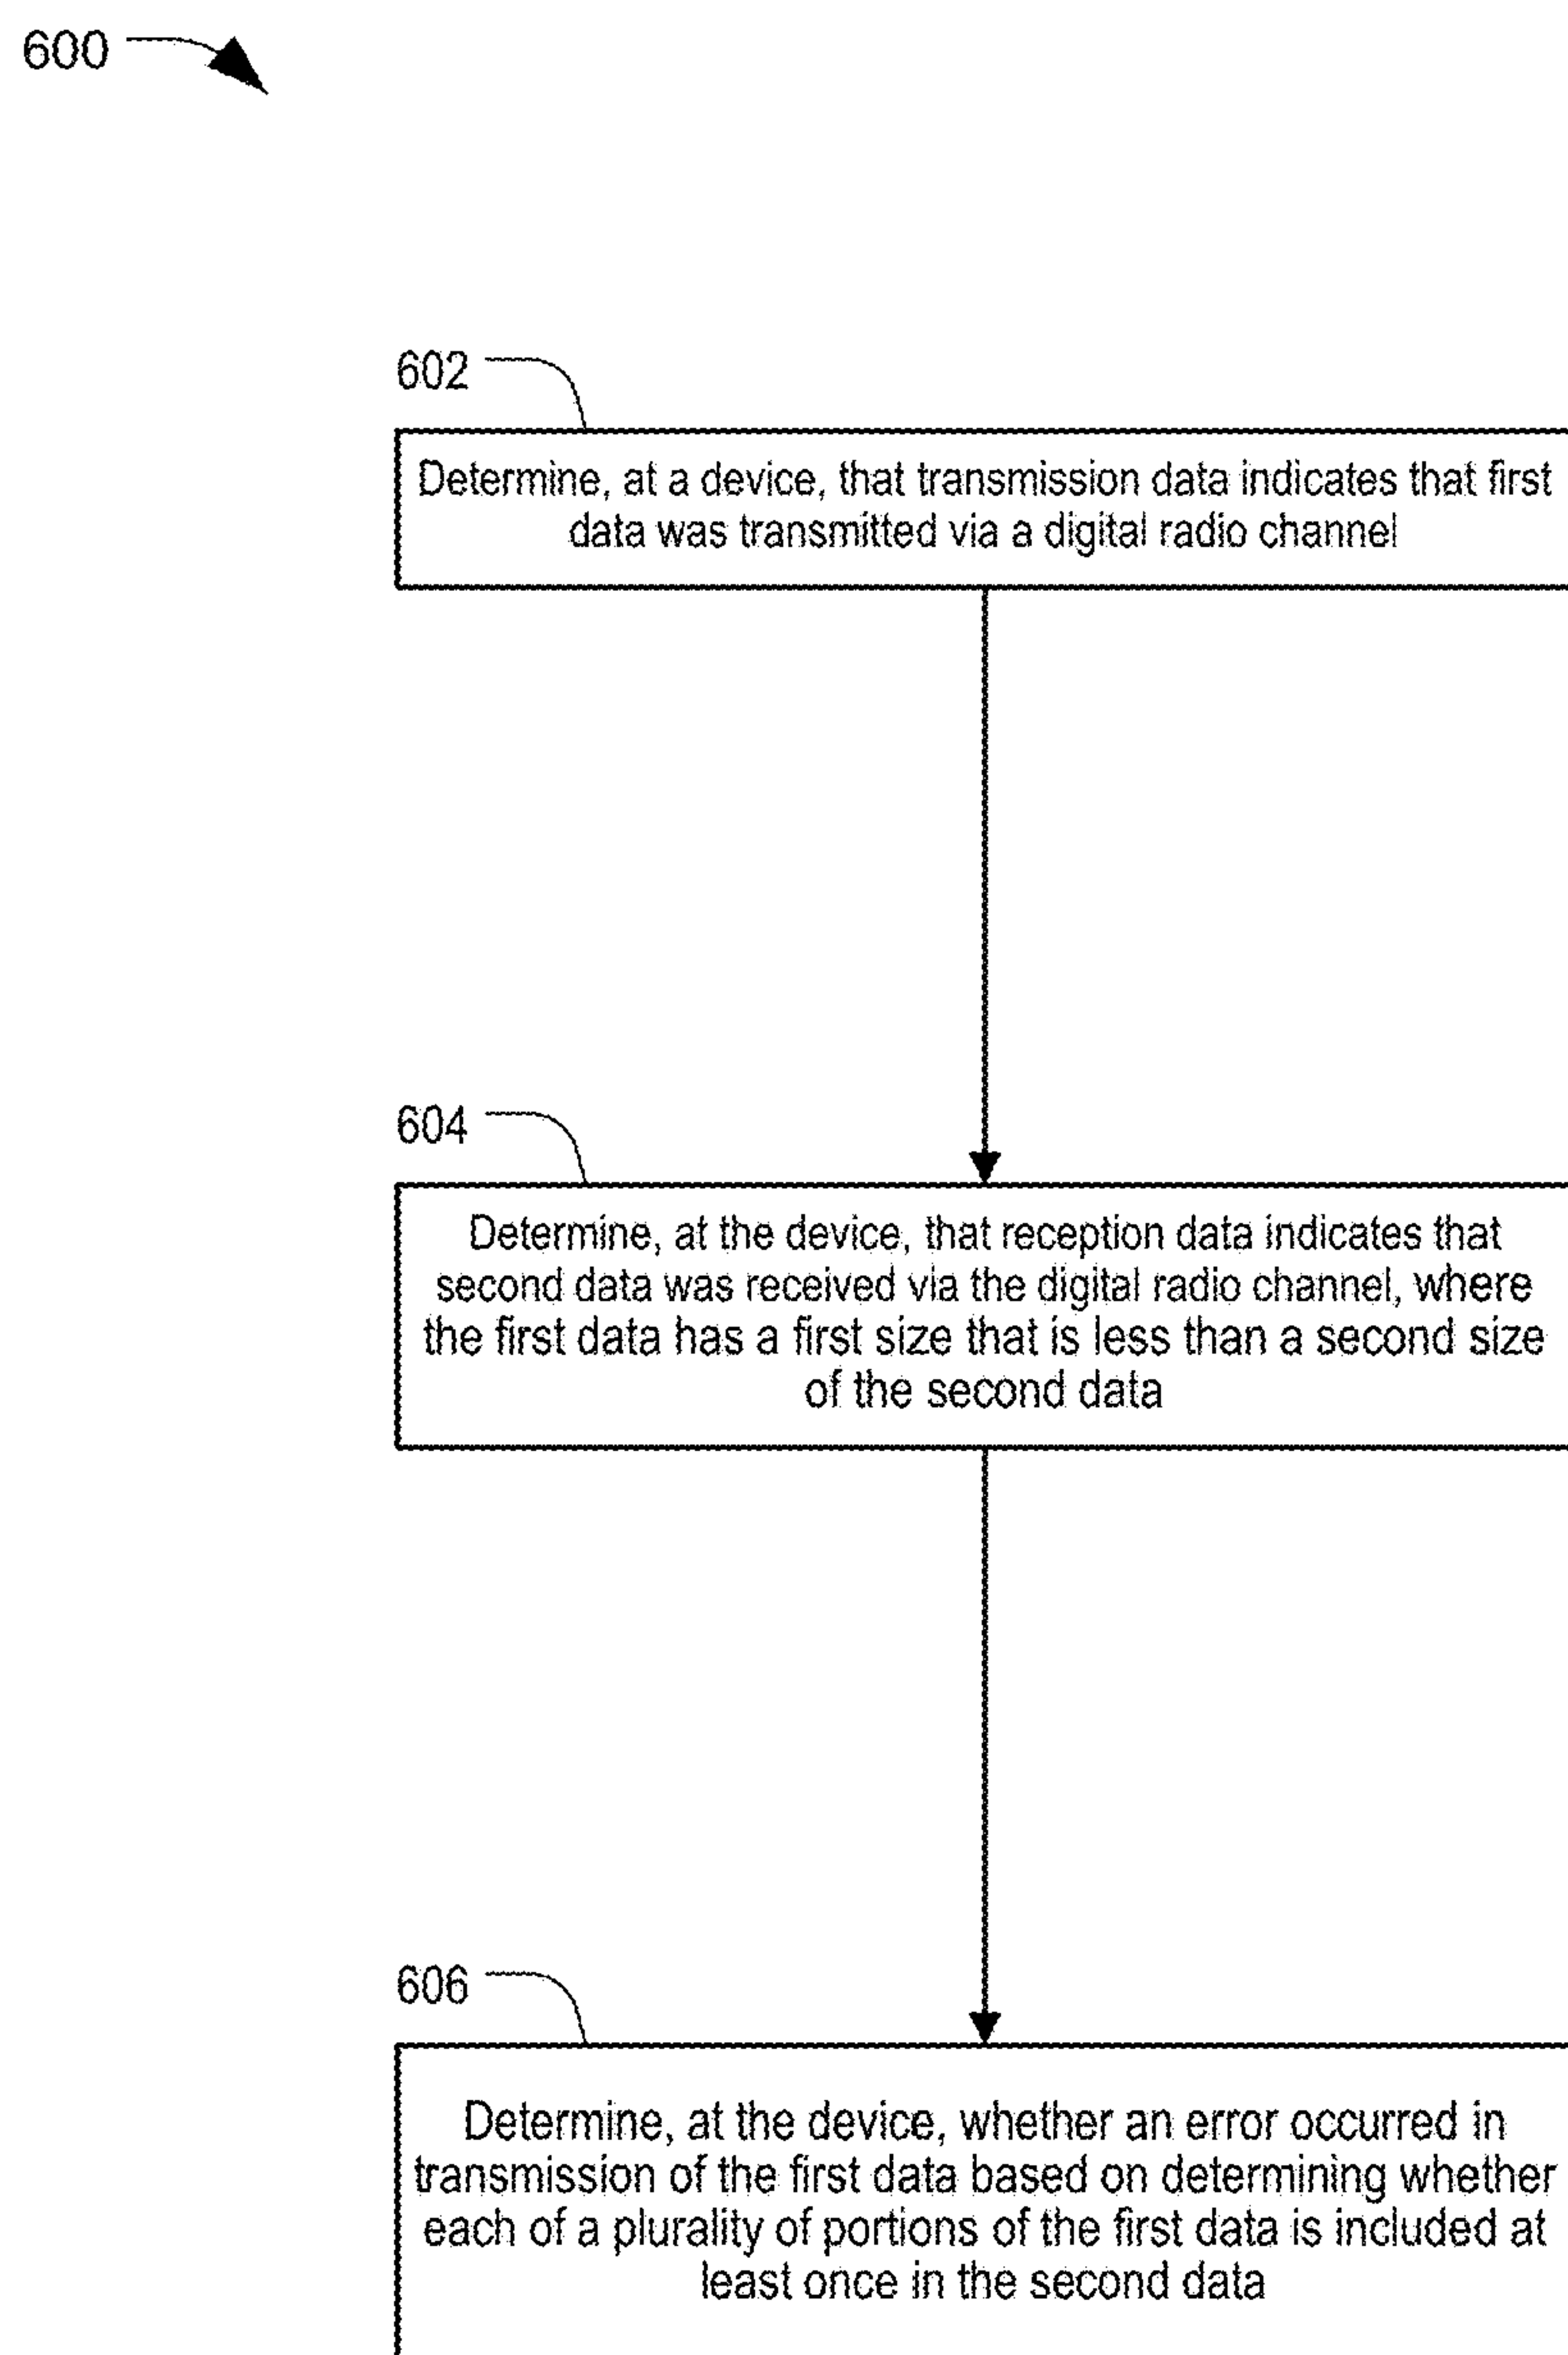 600
602
Determine, at a device, that transmission data indicates that first
data was transmitted via a digital radio channel
604
Determine, at the device, that reception data indicates that
second data was received via the digital radio channel, where
the first data has a first size that is less than a second size
of the second data
606
Determine, at the device, whether an error occurred in
transmission of the first data based on determining whether
each of a plurality of portions of the first data is included at
least once in the second data